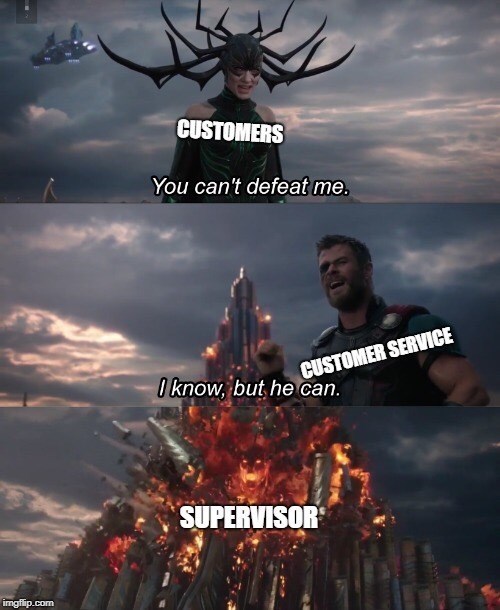 CUSTOMERS
You can't defeat me.
CUSTOMER SERVICE
I know, but he can.
SUPERVISOR
imgflip.com